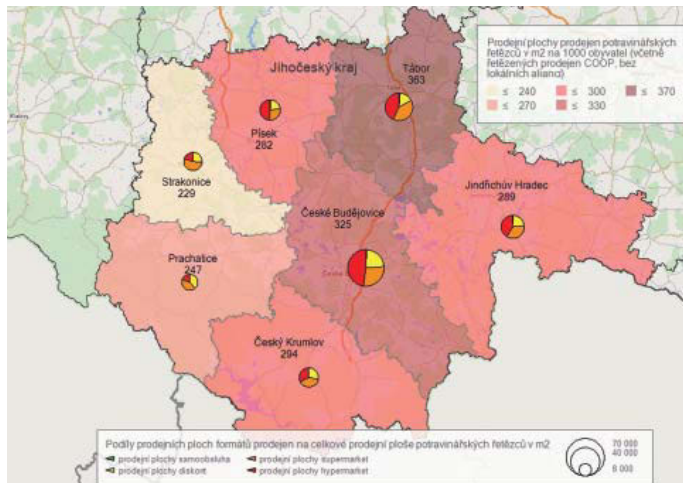 Prodejní plochy prodejen potravinářských
řetězců v m2 na 1000 obyvatel (včetně
řetězených prodejen COOP, bez
lokálních aliancí)
≤ 240 ≤ 300 ≤ 370
≤ 270 ≤ 330
Jihočeský kraj
Tábor
363
Písek
282
Strakonice
229
Jindřichův Hradec
289
České Budějovice
325
Prachatice
247
Český Krumlov
294
Podíly prodejních ploch formátů prodejen na celkové prodejní ploše potravinářských řetězců v m2
prodejní plochy samoobsluha prodejní plochy supermarket
prodejní plochy diskont prodejní plochy hypermarket
70 000
40 000
8 000